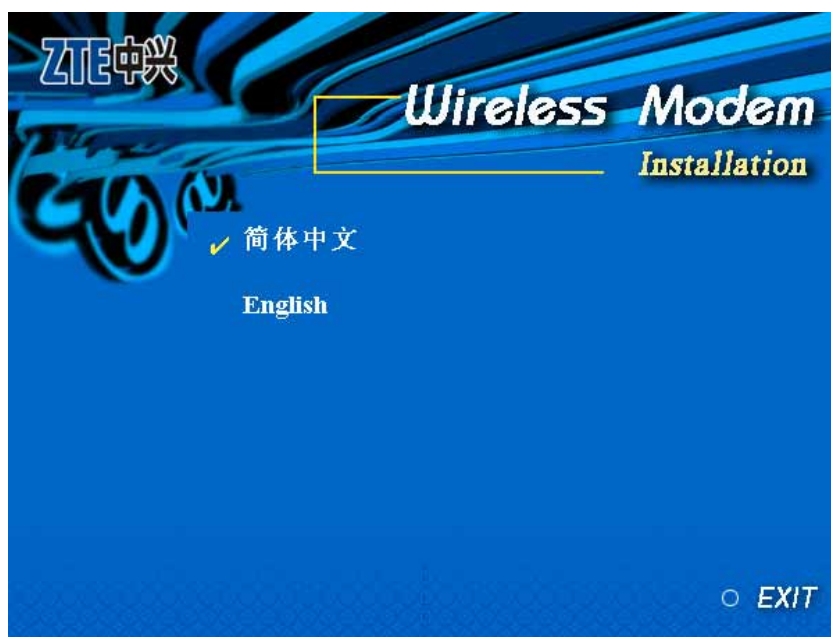 ZTE中兴
Wireless Modem
Installation
简体中文
English
EXIT